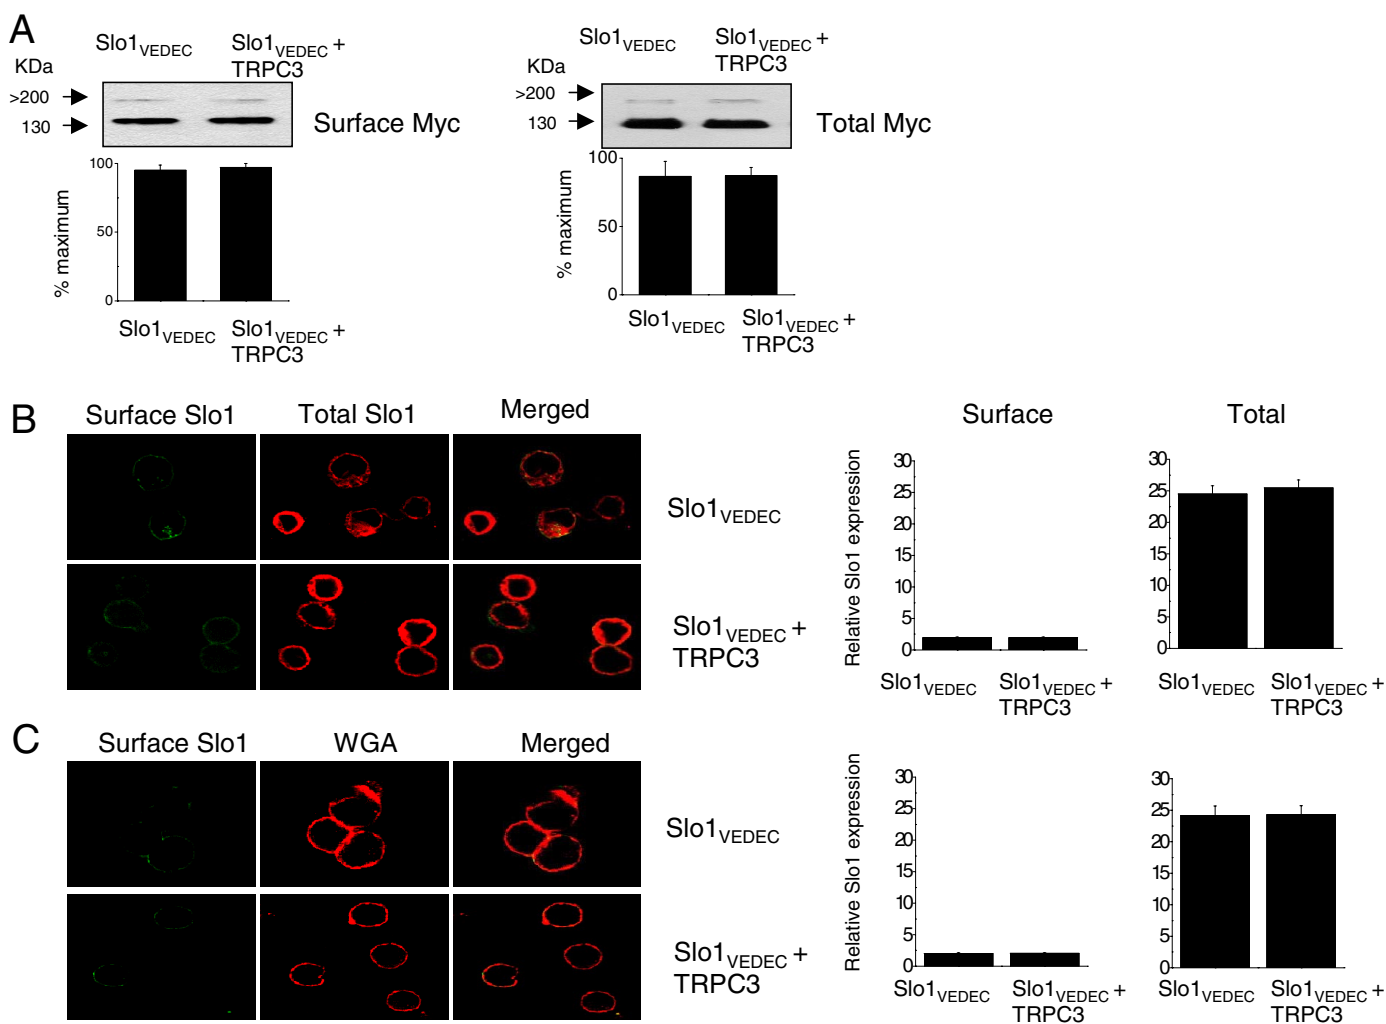 A
Slo1VEDEC
Slo1VEDEC +
TRPC3
KDa
>200
130
Surface Myc
100
50
0
% maximum
Slo1VEDEC
Slo1VEDEC +
TRPC3
Slo1VEDEC
Slo1VEDEC +
TRPC3
KDa
>200
130
Total Myc
100
50
0
% maximum
Slo1VEDEC
Slo1VEDEC +
TRPC3
B
Surface Slo1
Total Slo1
Merged
Slo1VEDEC
Slo1VEDEC +
TRPC3
Surface
30
25
20
15
10
5
0
Relative Slo1 expression
Slo1VEDEC
Slo1VEDEC +
TRPC3
Total
30
25
20
15
10
5
0
Slo1VEDEC
Slo1VEDEC +
TRPC3
C
Surface Slo1
WGA
Merged
Slo1VEDEC
Slo1VEDEC +
TRPC3
30
25
20
15
10
5
0
Relative Slo1 expression
Slo1VEDEC
Slo1VEDEC +
TRPC3
30
25
20
15
10
5
0
Slo1VEDEC
Slo1VEDEC +
TRPC3